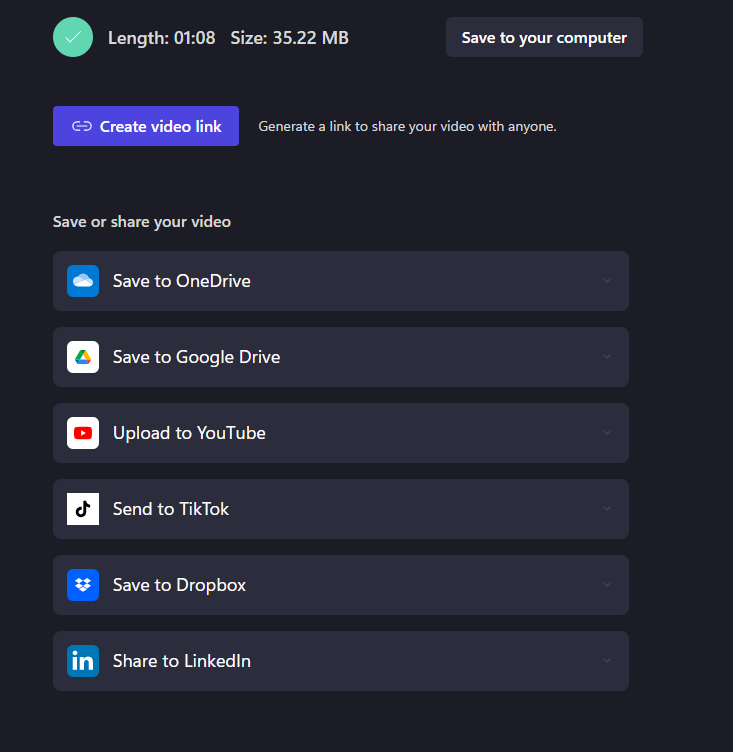 Length: 01:08 Size: 35.22 MB Save to your computer
Create video link Generate a link to share your video with anyone.
Save or share your video
Save to OneDrive
Save to Google Drive
Upload to YouTube
Send to TikTok
Save to Dropbox
in Share to LinkedIn